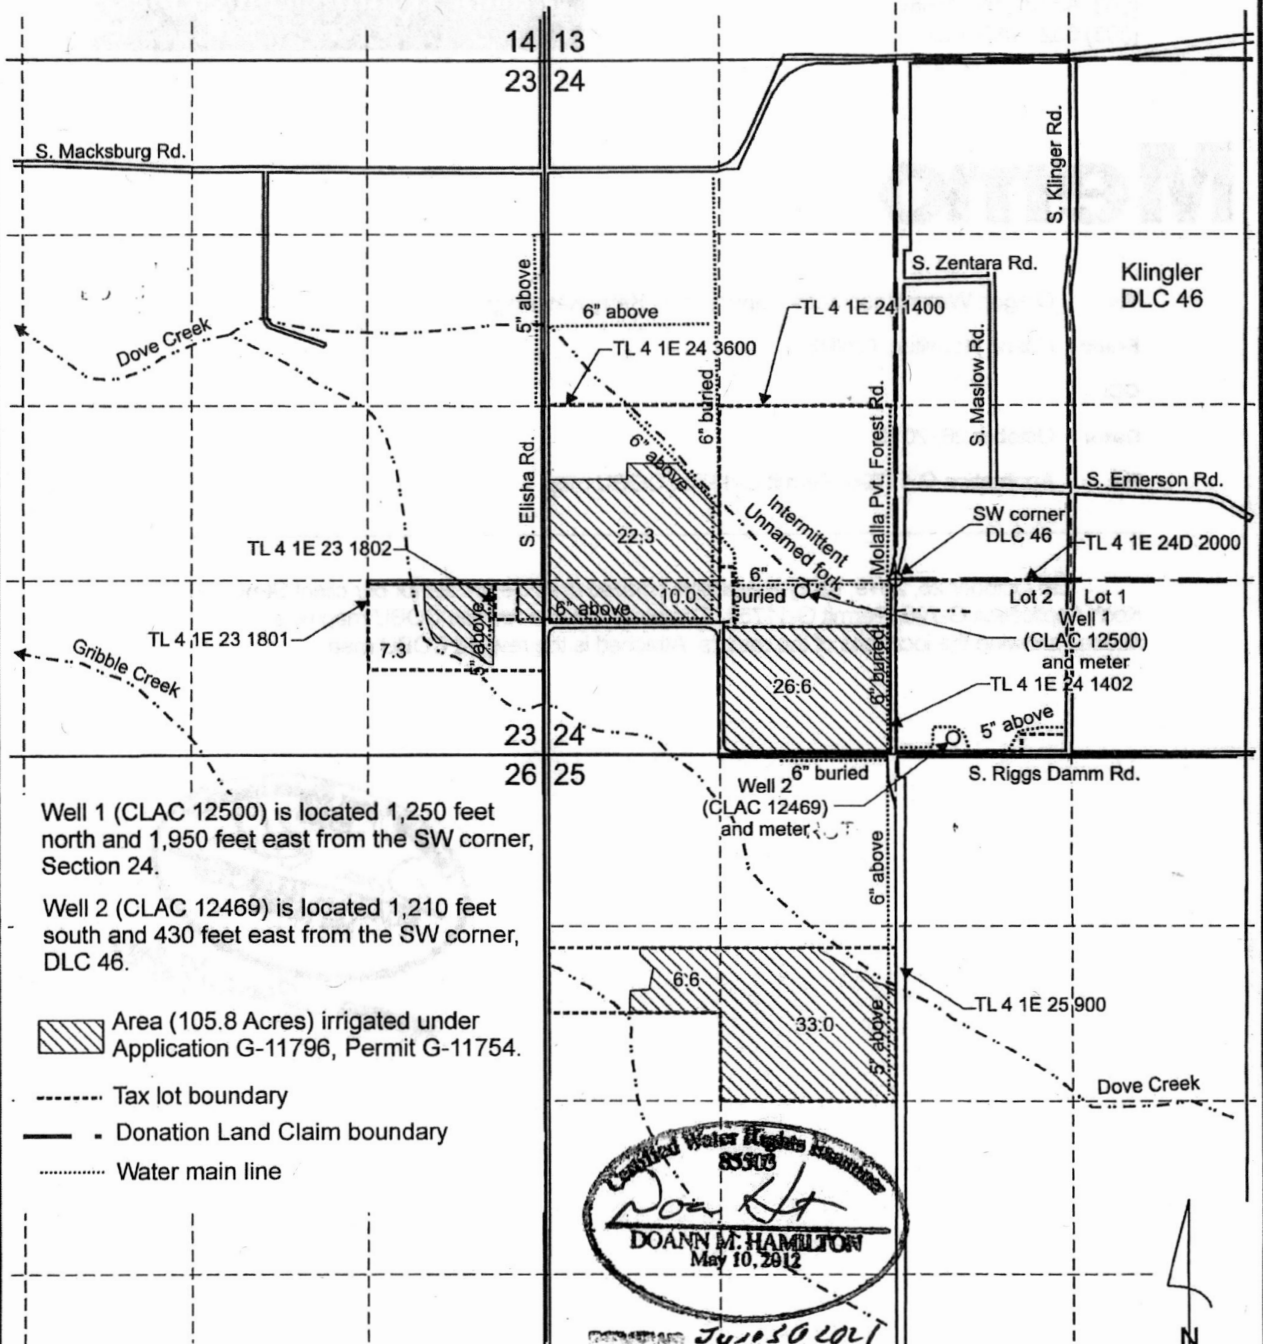 14 13
23 24
S. Macksburg Rd.
S. Klinger Rd.
S. Zentara Rd.
Klingler
DLC 46
5" above
6" above
TL 4 1E 24 1400
Dove Creek
TL 4 1E 24 3600
S. Maslow Rd.
6" buried
Molalla Pvt. Forest Rd.
S. Elisha Rd.
6" above
S. Emerson Rd.
Intermittent
Unnamed fork
SW corner
DLC 46
22.3
TL 4 1E 23 1802
TL 4 1E 24D 2000
6"
buried
Lot 2
Lot 1
10.0
6" above
5" above
Well 1
(CLAC 12500)
and meter
TL 4 1E 23 1801
7.3
Gribble Creek
6" buried
26.6
TL 4 1E 24 1402
5" above
23 24
26 25
6" buried
S. Riggs Damm Rd.
Well 2
(CLAC 12469)
and meter
6" above
Well 1 (CLAC 12500) is located 1,250 feet
north and 1,950 feet east from the SW corner,
Section 24.
Well 2 (CLAC 12469) is located 1,210 feet
south and 430 feet east from the SW corner,
DLC 46.
6.6
33.0
5" above
TL 4 1E 25 900
Area (105.8 Acres) irrigated under
Application G-11796, Permit G-11754.
Dove Creek
Tax lot boundary
Donation Land Claim boundary
Water main line
Certified Water Rights Examiner
DOANN M. HAMILTON
May 10, 2012
June 30 2021
N